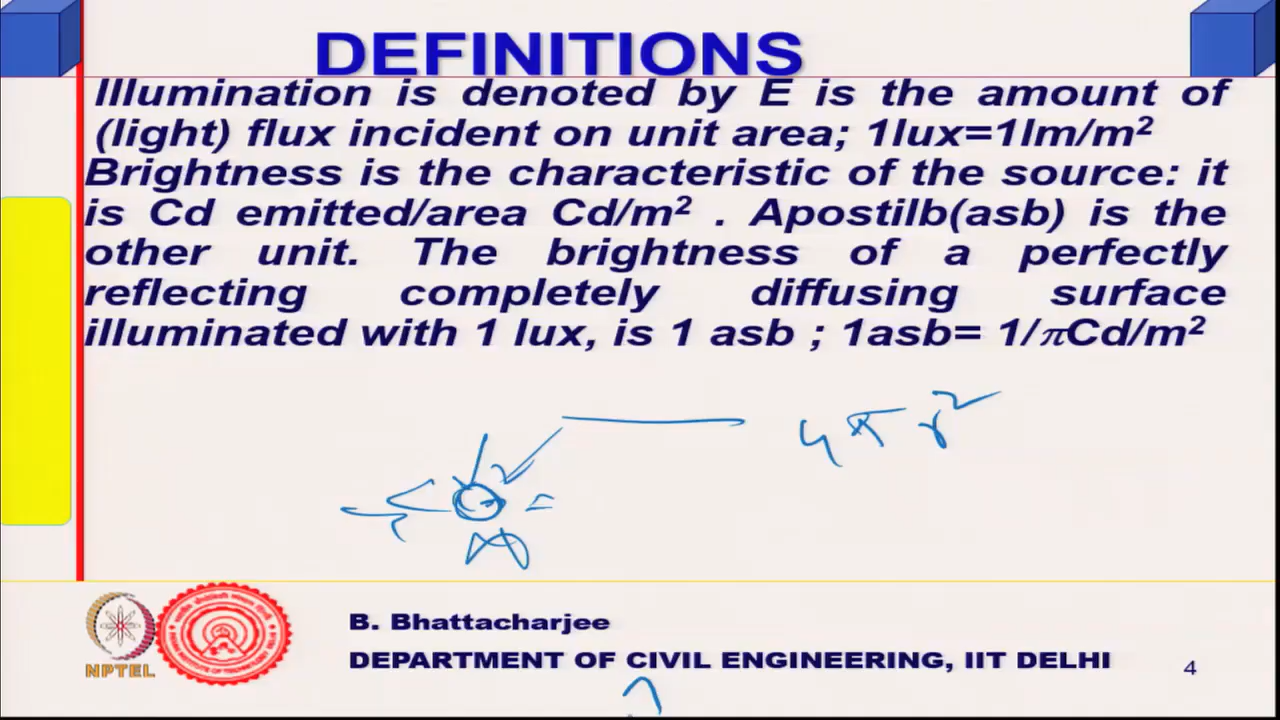 DEFINITIONS
Illumination is denoted by E is the amount of
(light) flux incident on unit area; 1lux=1lm/m²
Brightness is the characteristic of the source: it
is Cd emitted/area Cd/m² . Apostilb(asb) is the
other unit. The brightness of a perfectly
reflecting completely diffusing surface
illuminated with 1 lux, is 1 asb ; 1asb= 1/πCd/m²
4πr²
B. Bhattacharjee
DEPARTMENT OF CIVIL ENGINEERING, IIT DELHI
NPTEL
4